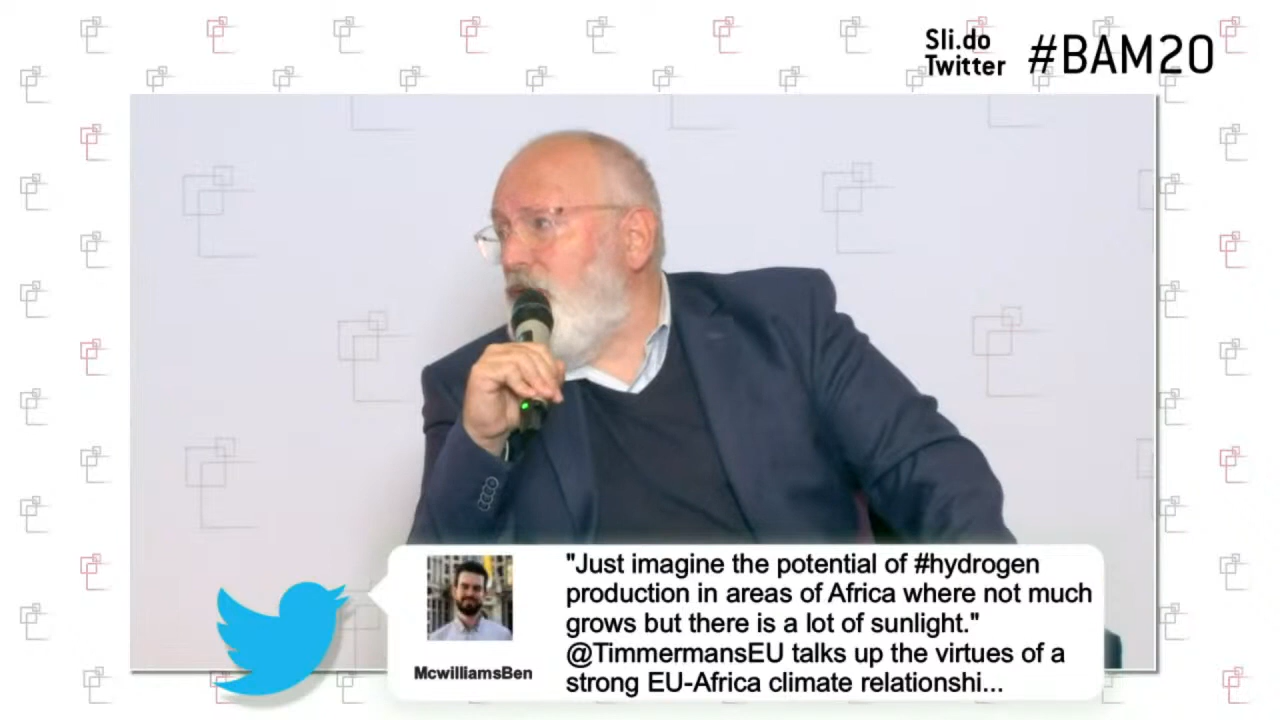 Sli.do
Twitter
#BAM20
"Just imagine the potential of #hydrogen
production in areas of Africa where not much
grows but there is a lot of sunlight."
@TimmermansEU talks up the virtues of a
strong EU-Africa climate relationshi...
McwilliamsBen